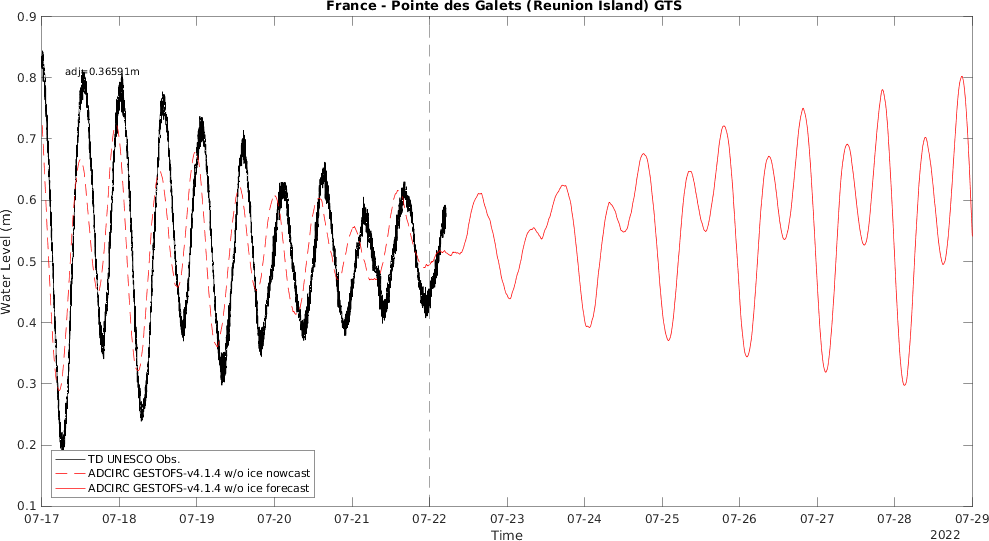 France - Pointe des Galets (Reunion Island) GTS
Water Level (m)
0.9
0.8
0.7
0.6
0.5
0.4
0.3
0.2
0.1
adj=0.36591m
TD UNESCO Obs.
ADCIRC GESTOFS-v4.1.4 w/o ice nowcast
ADCIRC GESTOFS-v4.1.4 w/o ice forecast
07-17 07-18 07-19 07-20 07-21 07-22 07-23 07-24 07-25 07-26 07-27 07-28 07-29
Time
2022